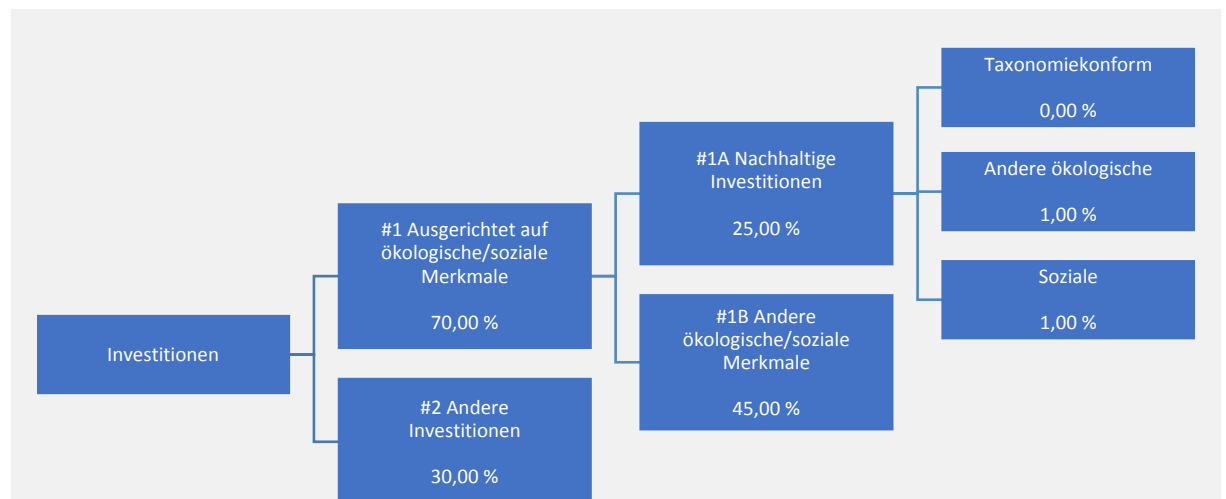 Investitionen
#1 Ausgerichtet auf
ökologische/soziale
Merkmale
70,00 %
#2 Andere
Investitionen
30,00 %
#1A Nachhaltige
Investitionen
25,00 %
#1B Andere
ökologische/soziale
Merkmale
45,00 %
Taxonomiekonform
0,00 %
Andere ökologische
1,00 %
Soziale
1,00 %